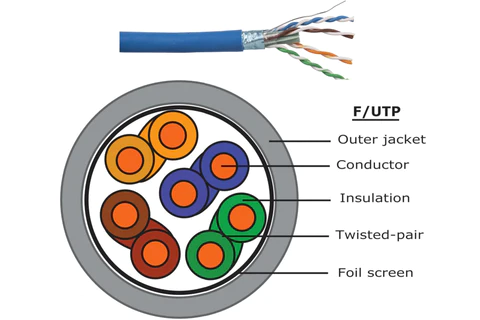 F/UTP
Outer jacket
Conductor
Insulation
Twisted-pair
Foil screen